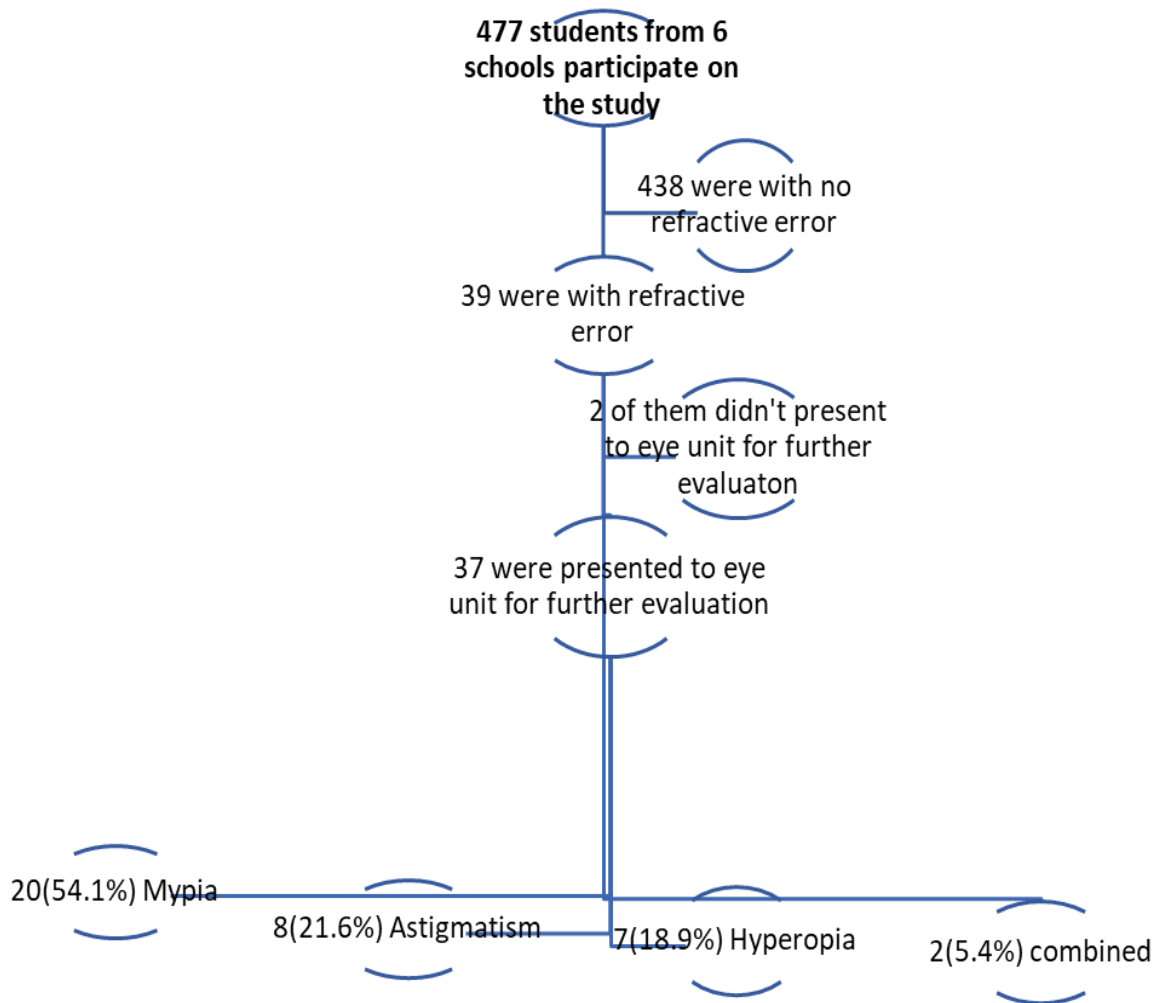 477 students from 6
schools participate on
the study
438 were with no
refractive error
39 were with refractive
error
2 of them didn't present
to eye unit for further
evaluaton
37 were presented to eye
unit for further evaluation
20(54.1%) Mypia
8(21.6%) Astigmatism
7(18.9%) Hyperopia
2(5.4%) combined